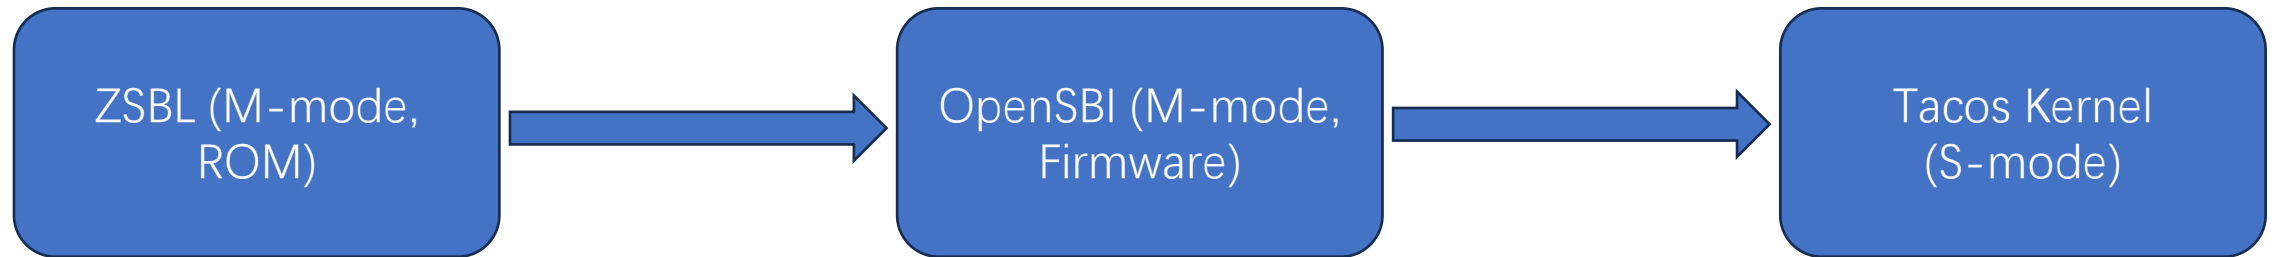 ZSBL (M-mode,
ROM)
OpenSBI (M-mode,
Firmware)
Tacos Kernel
(S-mode)